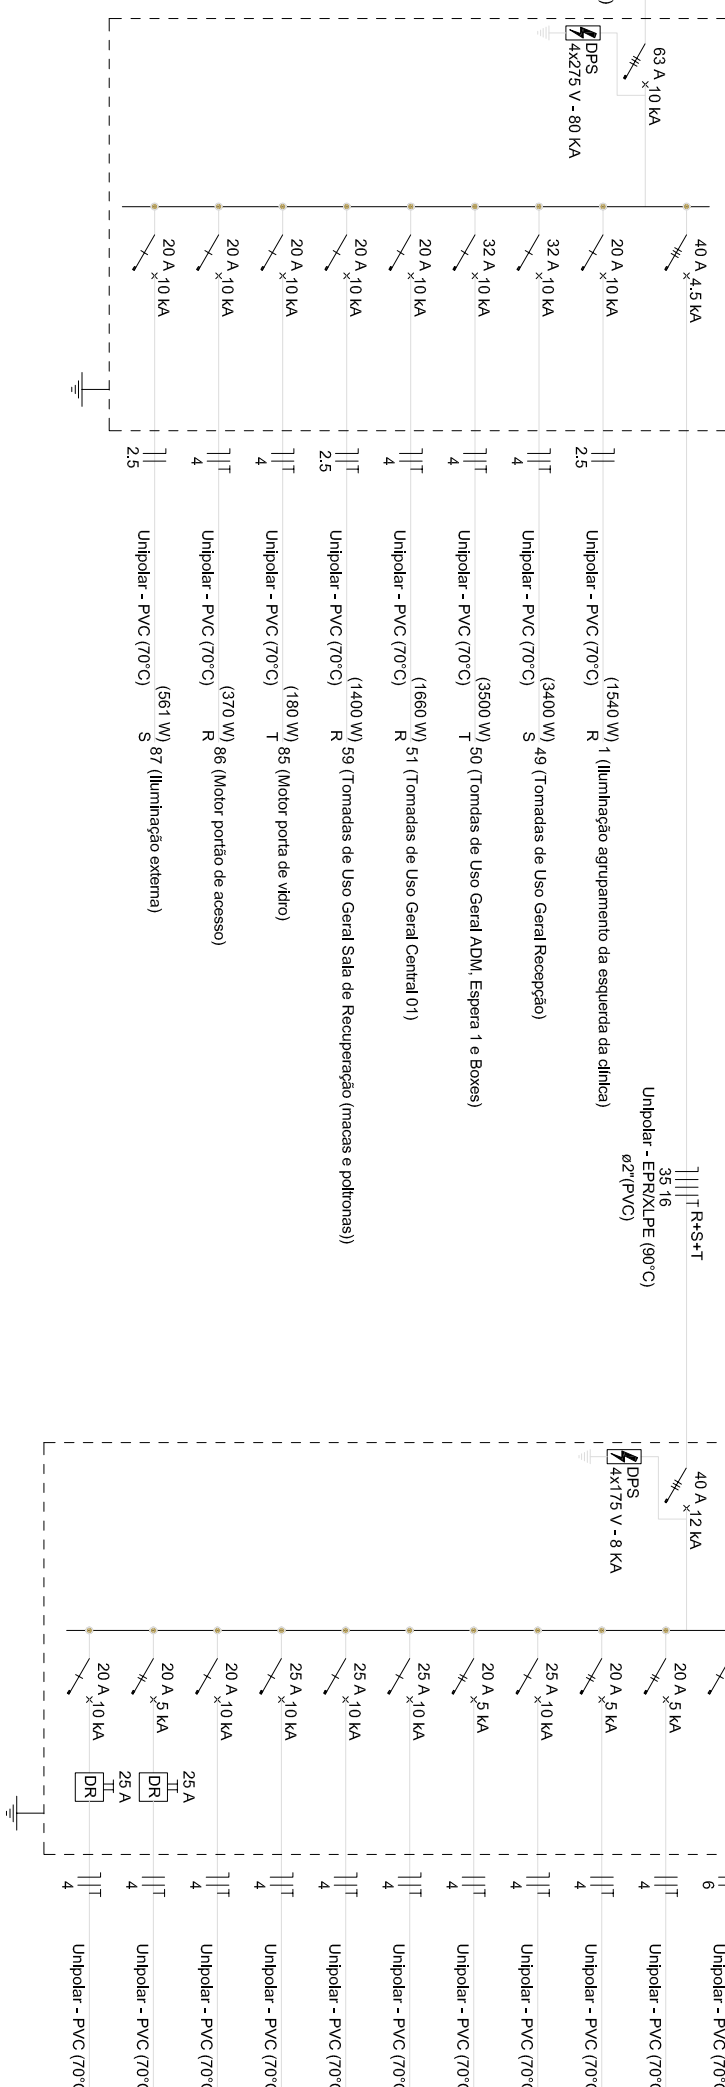 )
63 A
10 kA
DPS
4x275 V - 80 KA
40 A
4.5 kA
R+S+T
35 16
Unipolar - EPR/XLPE (90°C)
ø2"(PVC)
20 A
10 kA
2.5
Unipolar - PVC (70°C)
(1540 W)
R
1 (Iluminação agrupamento da esquerda da dlínica)
32 A
10 kA
T
4
Unipolar - PVC (70°C)
(3400 W)
S
49 (Tomadas de Uso Geral Recepção)
32 A
10 kA
T
4
Unipolar - PVC (70°C)
(3500 W)
T
50 (Tomdas de Uso Geral ADM, Espera 1 e Boxes)
20 A
10 kA
T
4
Unipolar - PVC (70°C)
(1660 W)
R
51 (Tomadas de Uso Geral Central 01)
20 A
10 kA
T
2.5
Unipolar - PVC (70°C)
(1400 W)
R
59 (Tomadas de Uso Geral Sala de Recuperação (macas e poltronas))
20 A
10 kA
T
4
Unipolar - PVC (70°C)
(180 W)
T
85 (Motor porta de vidro)
20 A
10 kA
T
4
Unipolar - PVC (70°C)
(370 W)
R
86 (Motor portão de acesso)
20 A
10 kA
2.5
Unipolar - PVC (70°C)
(561 W)
S
87 (Iluminação externa)
40 A
12 kA
DPS
4x175 V - 8 KA
6
Unipolar - PVC (70°
20 A
5 kA
T
4
Unipolar - PVC (70°C
20 A
5 kA
T
4
Unipolar - PVC (70°C
25 A
10 kA
T
4
Unipolar - PVC (70°C
20 A
5 kA
T
4
Unipolar - PVC (70°C
25 A
10 kA
T
4
Unipolar - PVC (70°C
25 A
10 kA
T
4
Unipolar - PVC (70°C
25 A
10 kA
T
4
Unipolar - PVC (70°C
20 A
10 kA
T
4
Unipolar - PVC (70°C
20 A
5 kA
25 A
DR
T
4
Unipolar - PVC (70°C
20 A
10 kA
25 A
DR
T
4
Unipolar - PVC (70°C